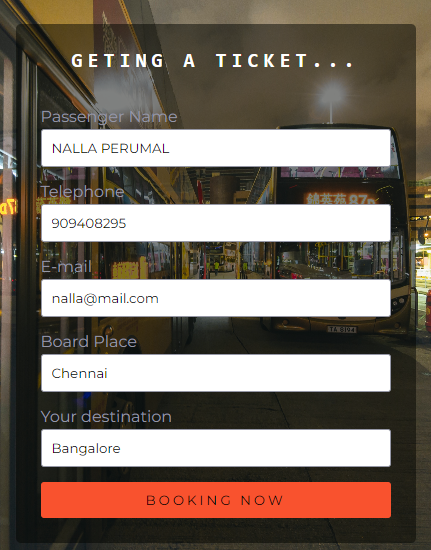 GETING A TICKET...
Passenger Name
NALLA PERUMAL
Telephone
909408295
E-mail
nalla@mail.com
Board Place
Chennai
Your destination
Bangalore
BOOKING NOW